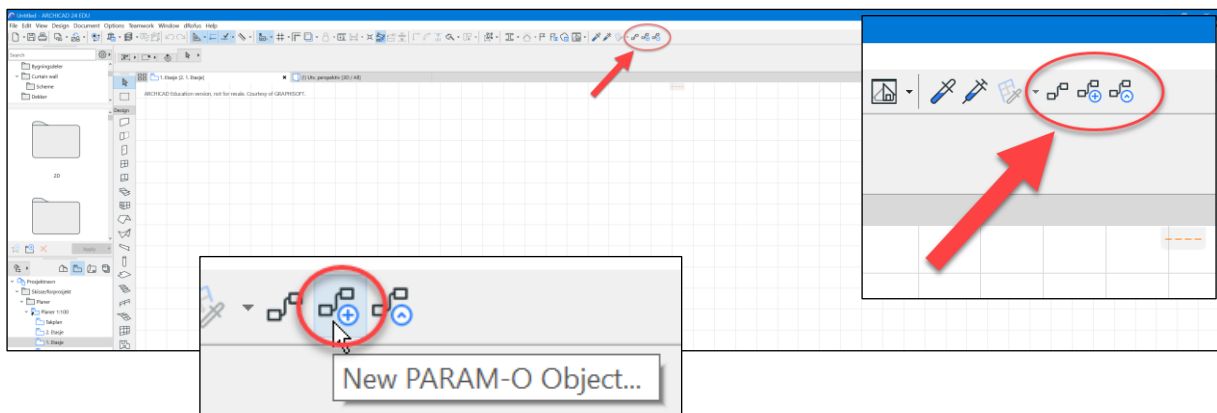 Untitled - ARCHICAD 24 EDU
File Edit View Design Document Options Teamwork Window dRofus Help
Search
Bygningsdeler
Curtain wall
Scheme
Dekker
2D
Apply
Prosjektnavn
Skisse/forprosjekt
Planer
Planer 1:100
Takplan
2. Etasje
1. Etasje
Design
1. Etasje [2. 1. Etasje]
(!) Utv. perspektiv [3D / All]
ARCHICAD Education version, not for resale. Courtesy of GRAPHISOFT.
New PARAM-O Object...